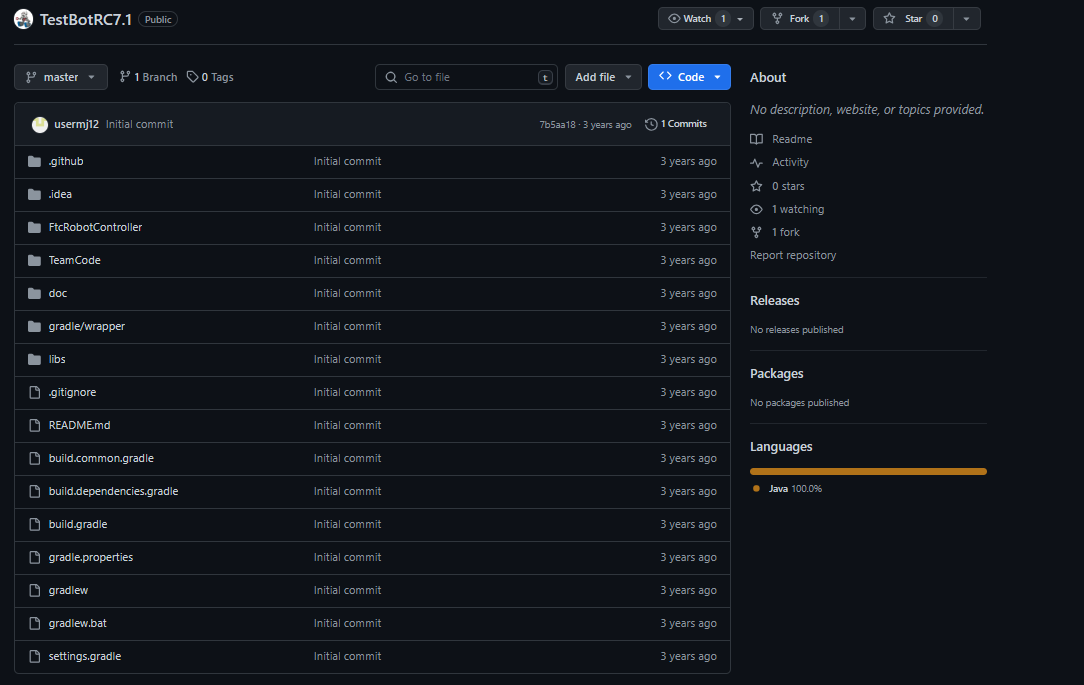 TestBotRC7.1 Public Watch 1 Fork 1 Star 0
master 1 Branch 0 Tags Go to file t Add file Code
usermj12 Initial commit 7b5aa18 · 3 years ago 1 Commits
.github Initial commit 3 years ago
.idea Initial commit 3 years ago
FtcRobotController Initial commit 3 years ago
TeamCode Initial commit 3 years ago
doc Initial commit 3 years ago
gradle/wrapper Initial commit 3 years ago
libs Initial commit 3 years ago
.gitignore Initial commit 3 years ago
README.md Initial commit 3 years ago
build.common.gradle Initial commit 3 years ago
build.dependencies.gradle Initial commit 3 years ago
build.gradle Initial commit 3 years ago
gradle.properties Initial commit 3 years ago
gradlew Initial commit 3 years ago
gradlew.bat Initial commit 3 years ago
settings.gradle Initial commit 3 years ago
About
No description, website, or topics provided.
Readme
Activity
0 stars
1 watching
1 fork
Report repository
Releases
No releases published
Packages
No packages published
Languages
Java 100.0%